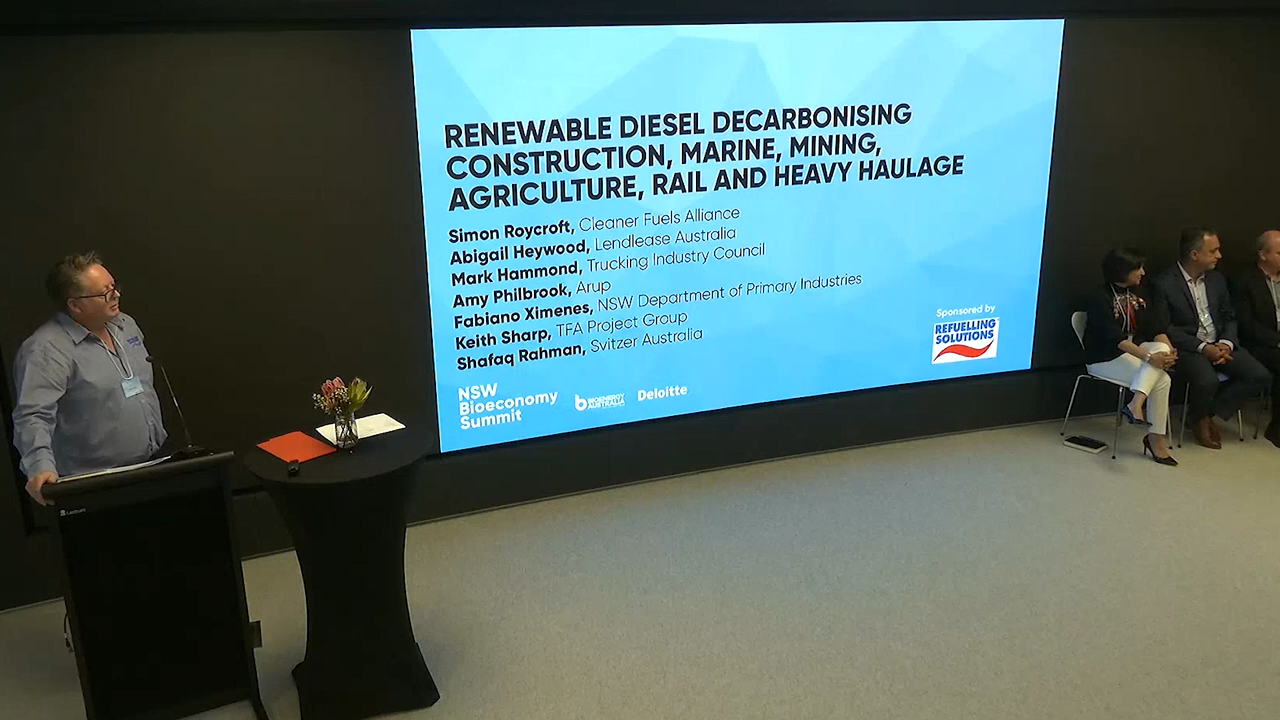 RENEWABLE DIESEL DECARBONISING
CONSTRUCTION, MARINE, MINING,
AGRICULTURE, RAIL AND HEAVY HAULAGE
Simon Roycroft, Cleaner Fuels Alliance
Abigail Heywood, Lendlease Australia
Mark Hammond, Trucking Industry Council
Amy Philbrook, Arup
Fabiano Ximenes, NSW Department of Primary Industries
Keith Sharp, TFA Project Group
Shafaq Rahman, Svitzer Australia
Sponsored by
REFUELLING
SOLUTIONS
NSW
Bioeconomy
Summit
BIOENERGY
AUSTRALIA
Deloitte